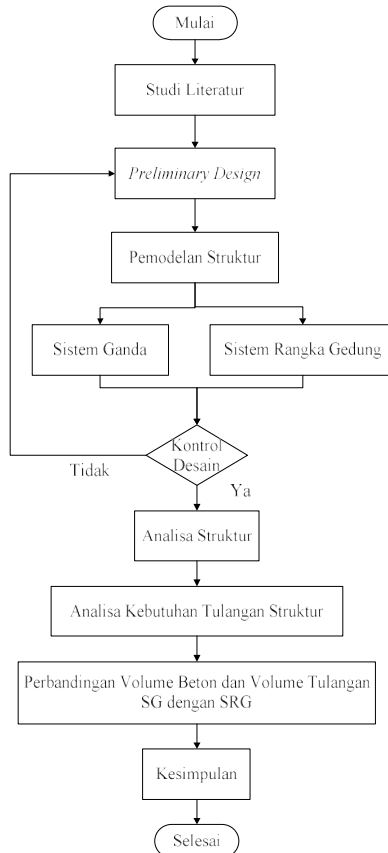 Mulai
Studi Literatur
Preliminary Design
Pemodelan Struktur
Sistem Ganda
Sistem Rangka Gedung
Kontrol
Desain
Tidak
Ya
Analisa Struktur
Analisa Kebutuhan Tulangan Struktur
Perbandingan Volume Beton dan Volume Tulangan
SG dengan SRG
Kesimpulan
Selesai